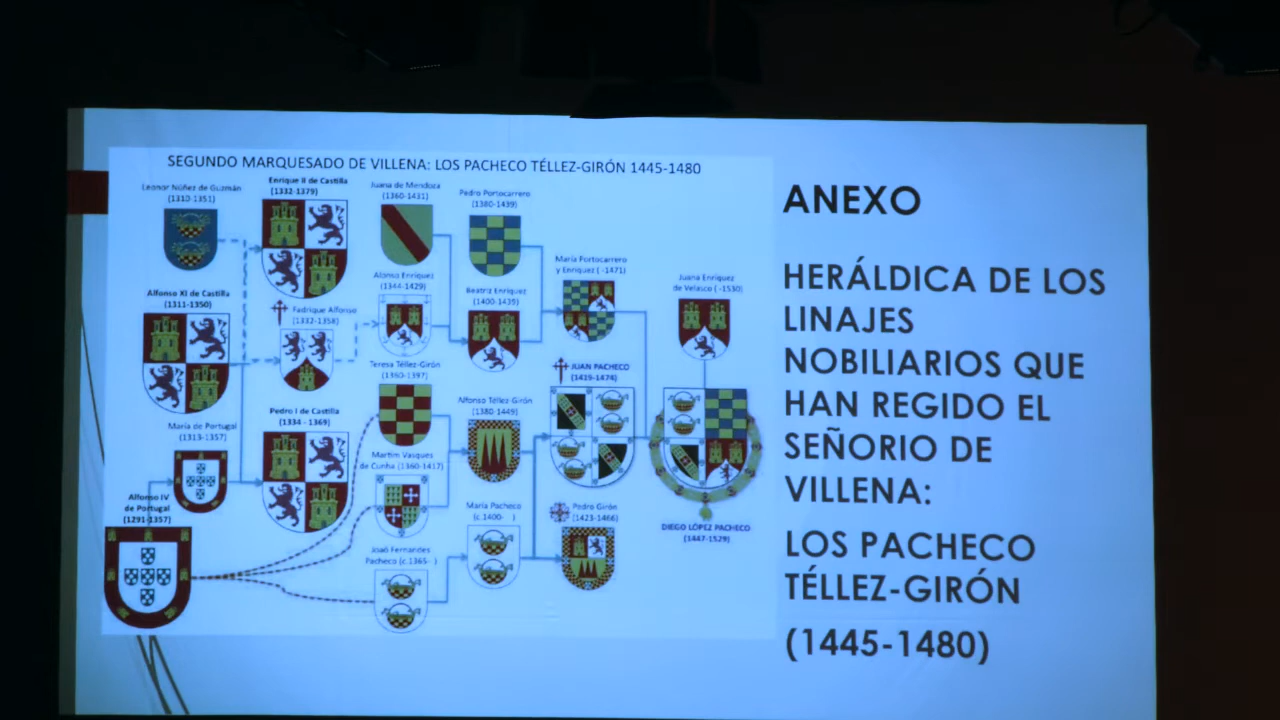 SEGUNDO MARQUESADO DE VILLENA: LOS PACHECO TÉLLEZ-GIRÓN 1445-1480
Leonor Núñez de Guzmán
(1310-1351)
Enrique II de Castilla
(1332-1379)
Juana de Mendoza
(1360-1431)
Pedro Portocarrero
(1380-1439)
Alfonso XI de Castilla
(1311-1350)
Fadrique Alfonso
(1332-1358)
Alonso Enríquez
(1344-1429)
Beatriz Enríquez
(1400-1439)
María Portocarrero
y Enríquez ( -1471)
Juana Enríquez
de Velasco ( -1530)
Teresa Téllez-Girón
(1360-1397)
JUAN PACHECO
(1419-1474)
María de Portugal
(1313-1357)
Pedro I de Castilla
(1334 - 1369)
Alfonso Téllez-Girón
(1380-1449)
Martim Vasques
de Cunha (1360-1417)
Alfonso IV
de Portugal
(1291-1357)
María Pacheco
(c.1400- )
Pedro Girón
(1423-1466)
Joaõ Fernandes
Pacheco (c.1365- )
DIEGO LÓPEZ PACHECO
(1447-1529)
ANEXO
HERÁLDICA DE LOS
LINAJES
NOBILIARIOS QUE
HAN REGIDO EL
SEÑORIO DE
VILLENA:
LOS PACHECO
TÉLLEZ-GIRÓN
(1445-1480)